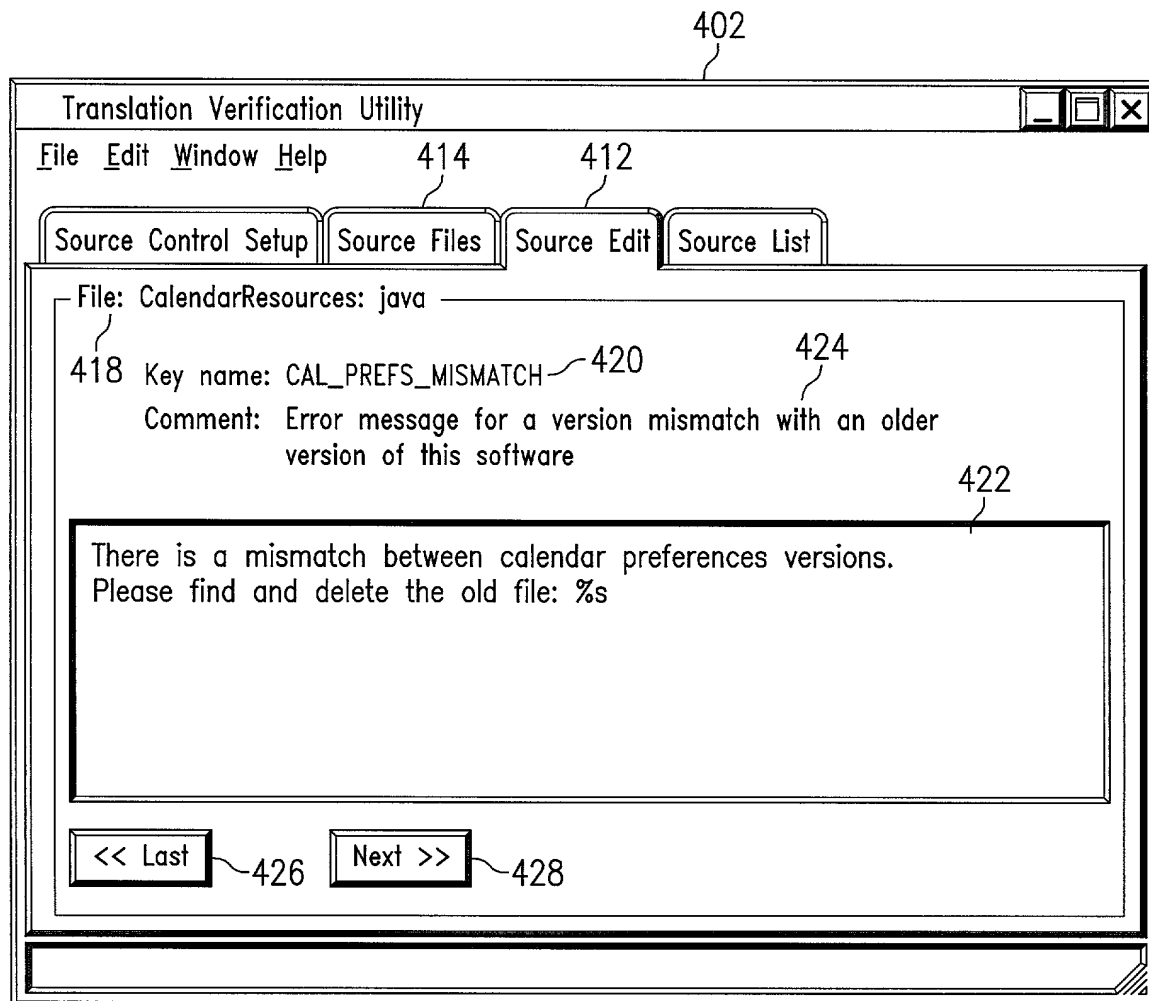 402
Translation Verification Utility
File Edit Window Help
414
412
Source Control Setup
Source Files
Source Edit
Source List
File: CalendarResources: java
418
Key name: CAL_PREFS_MISMATCH
420
424
Comment: Error message for a version mismatch with an older
version of this software
422
There is a mismatch between calendar preferences versions.
Please find and delete the old file: %s
<< Last
426
Next >>
428